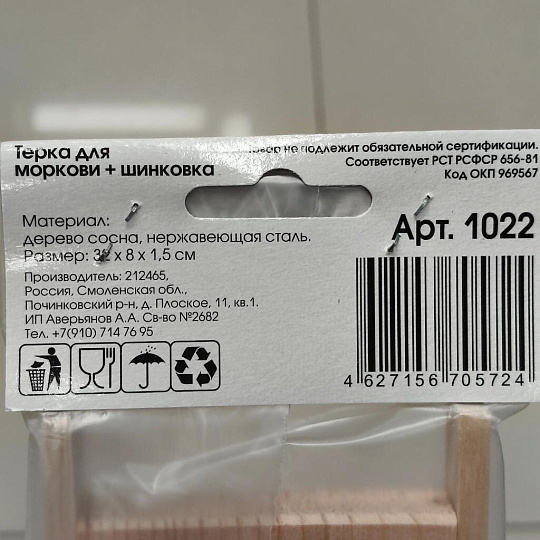 Терка для
моркови + шинковка
не подлежит обязательной сертификации.
Соответствует РСТ РСФСР 656-81
Код ОКП 969567
Материал:
дерево сосна, нержавеющая сталь.
Размер: 32 х 8 х 1,5 см
Арт. 1022
Производитель: 212465,
Россия, Смоленская обл.,
Починковский р-н, д. Плоское, 11, кв.1.
ИП Аверьянов А.А. Св-во №2682
Тел. +7(910) 714 76 95
4 627156 705724